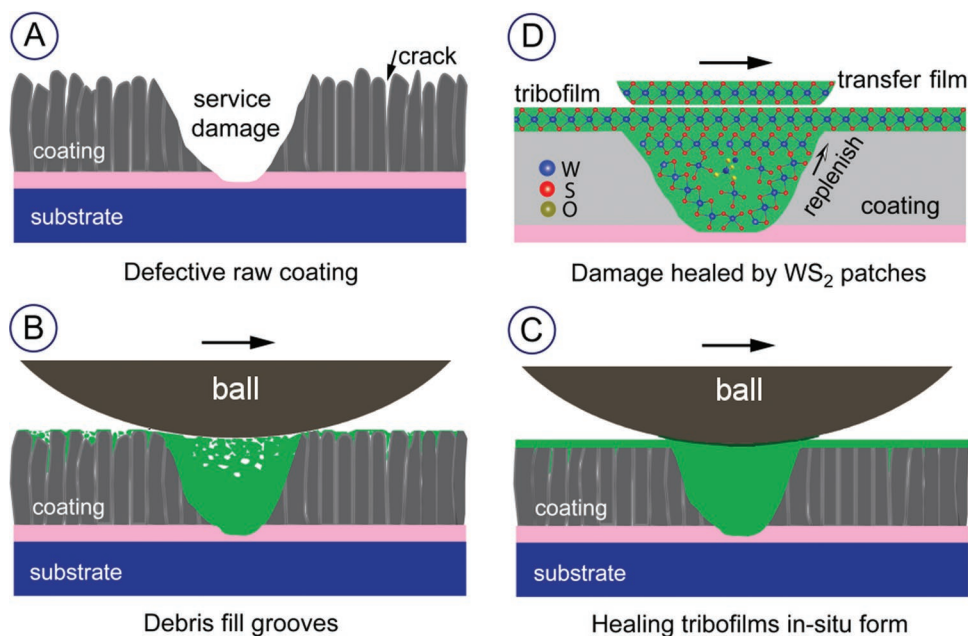 A
crack
service
damage
coating
substrate
Defective raw coating
D
tribofilm
transfer film
W
S
O
replenish
coating
Damage healed by WS₂ patches
B
ball
coating
substrate
Debris fill grooves
C
ball
coating
substrate
Healing tribofilms in-situ form